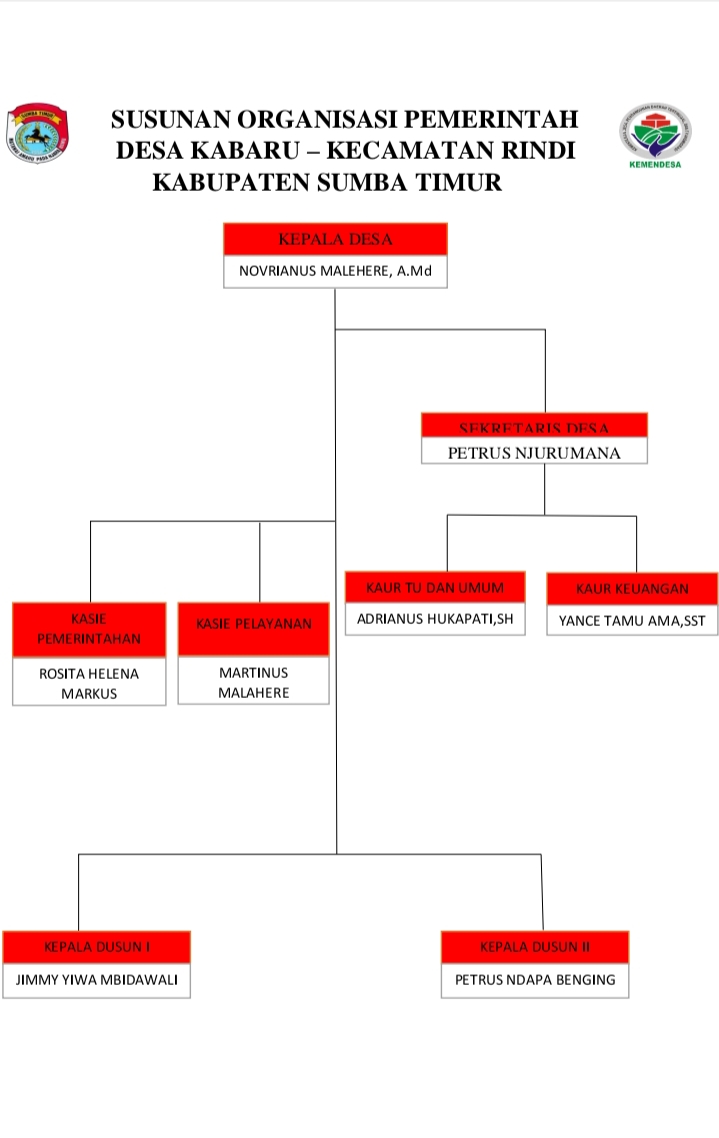 SUSUNAN ORGANISASI PEMERINTAH
DESA KABARU – KECAMATAN RINDI
KABUPATEN SUMBA TIMUR
SUMBA TIMUR
KEMENDESA
KEPALA DESA
NOVRIANUS MALEHERE, A.Md
SEKRETARIS DESA
PETRUS NJURUMANA
KAUR TU DAN UMUM
ADRIANUS HUKAPATI,SH
KAUR KEUANGAN
YANCE TAMU AMA,SST
KASIE
PEMERINTAHAN
ROSITA HELENA
MARKUS
KASIE PELAYANAN
MARTINUS
MALAHERE
KEPALA DUSUN I
JIMMY YIWA MBIDAWALI
KEPALA DUSUN II
PETRUS NDAPA BENGING